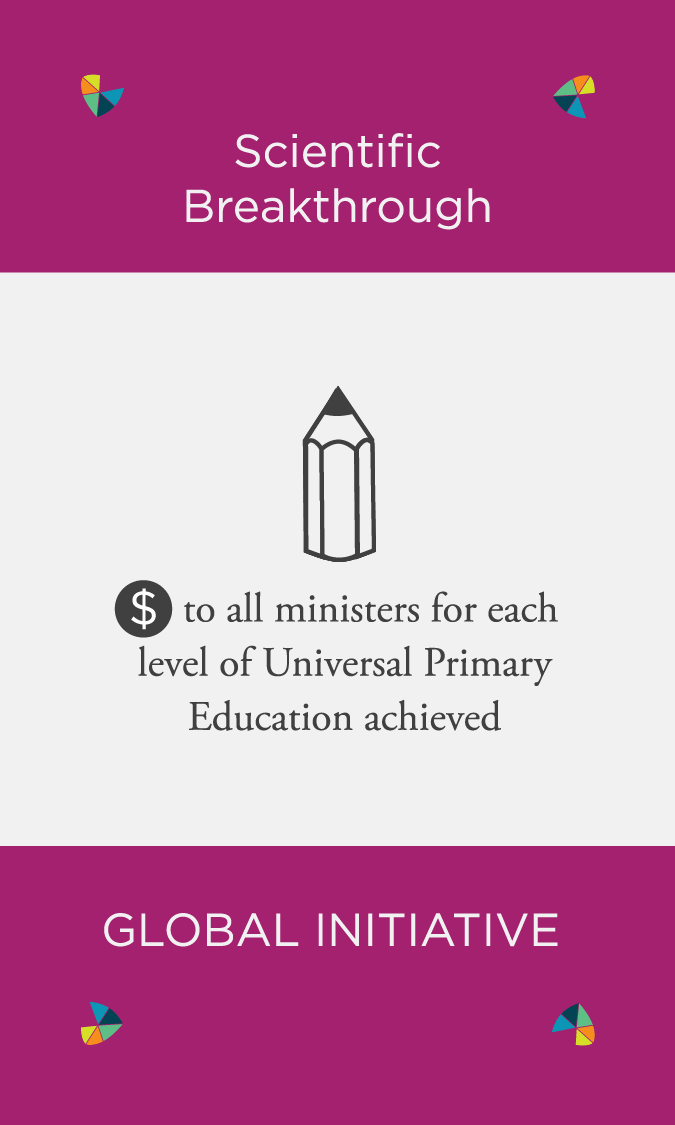 Scientific
Breakthrough
$ to all ministers for each
level of Universal Primary
Education achieved
GLOBAL INITIATIVE